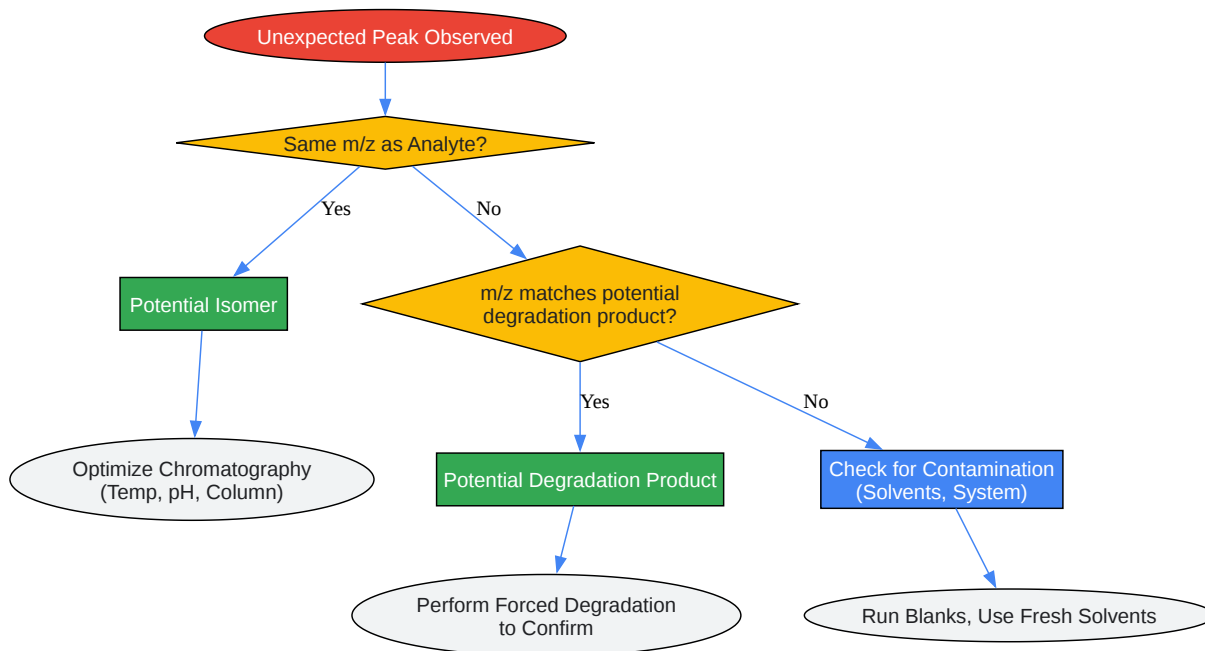 Unexpected Peak Observed
Same m/z as Analyte?
Yes
No
Potential Isomer
m/z matches potential
degradation product?
Optimize Chromatography
(Temp, pH, Column)
Yes
No
Potential Degradation Product
Check for Contamination
(Solvents, System)
Perform Forced Degradation
to Confirm
Run Blanks, Use Fresh Solvents